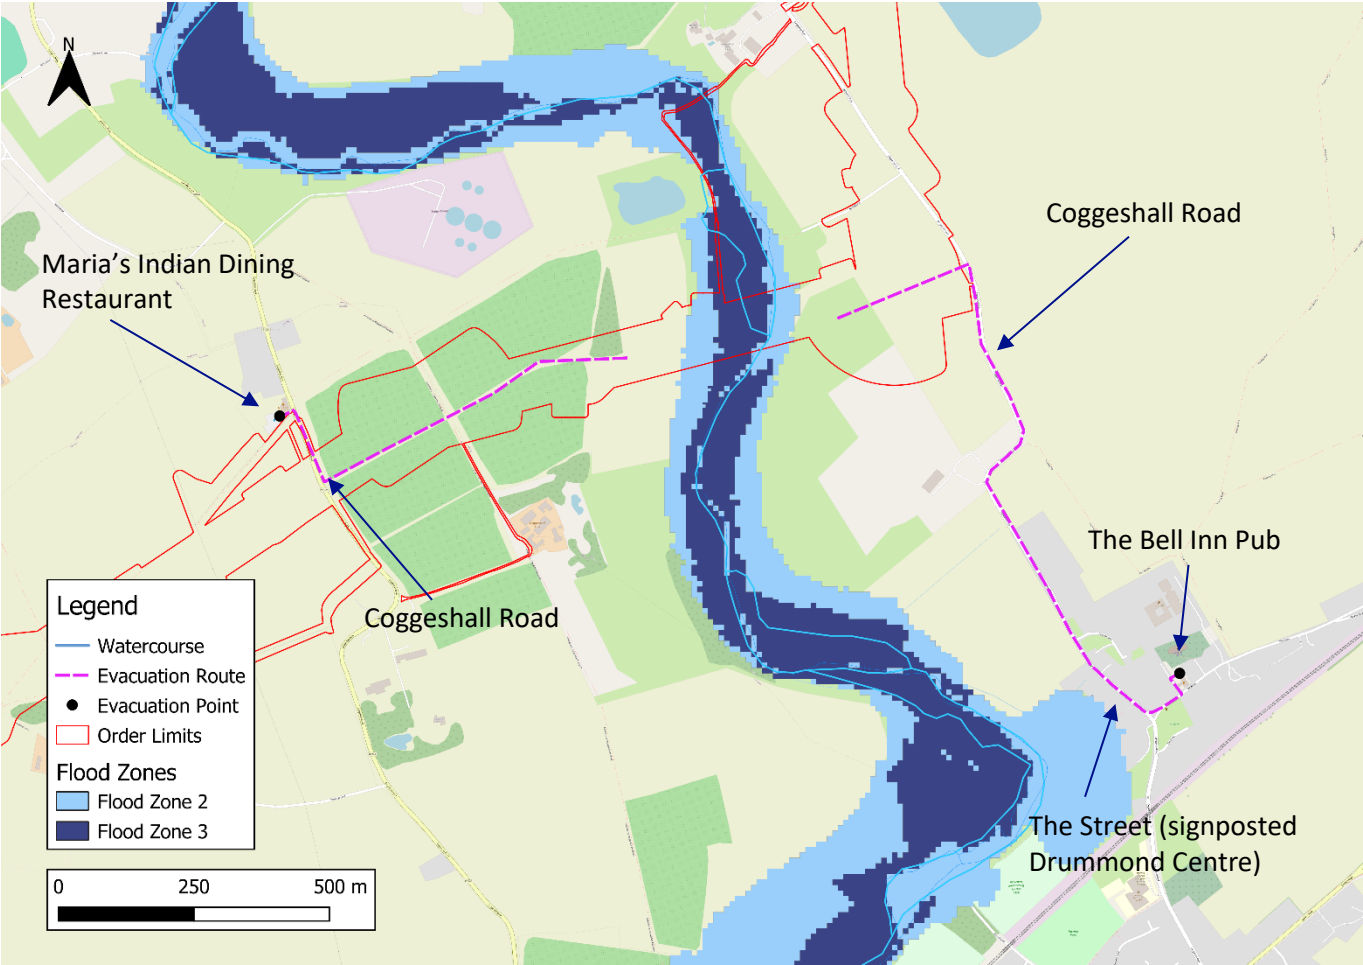 N
Coggeshall Road
Maria's Indian Dining
Restaurant
The Bell Inn Pub
Coggeshall Road
Legend
Watercourse
Evacuation Route
Evacuation Point
Order Limits
Flood Zones
Flood Zone 2
Flood Zone 3
The Street (signposted
Drummond Centre)
0 250 500 m